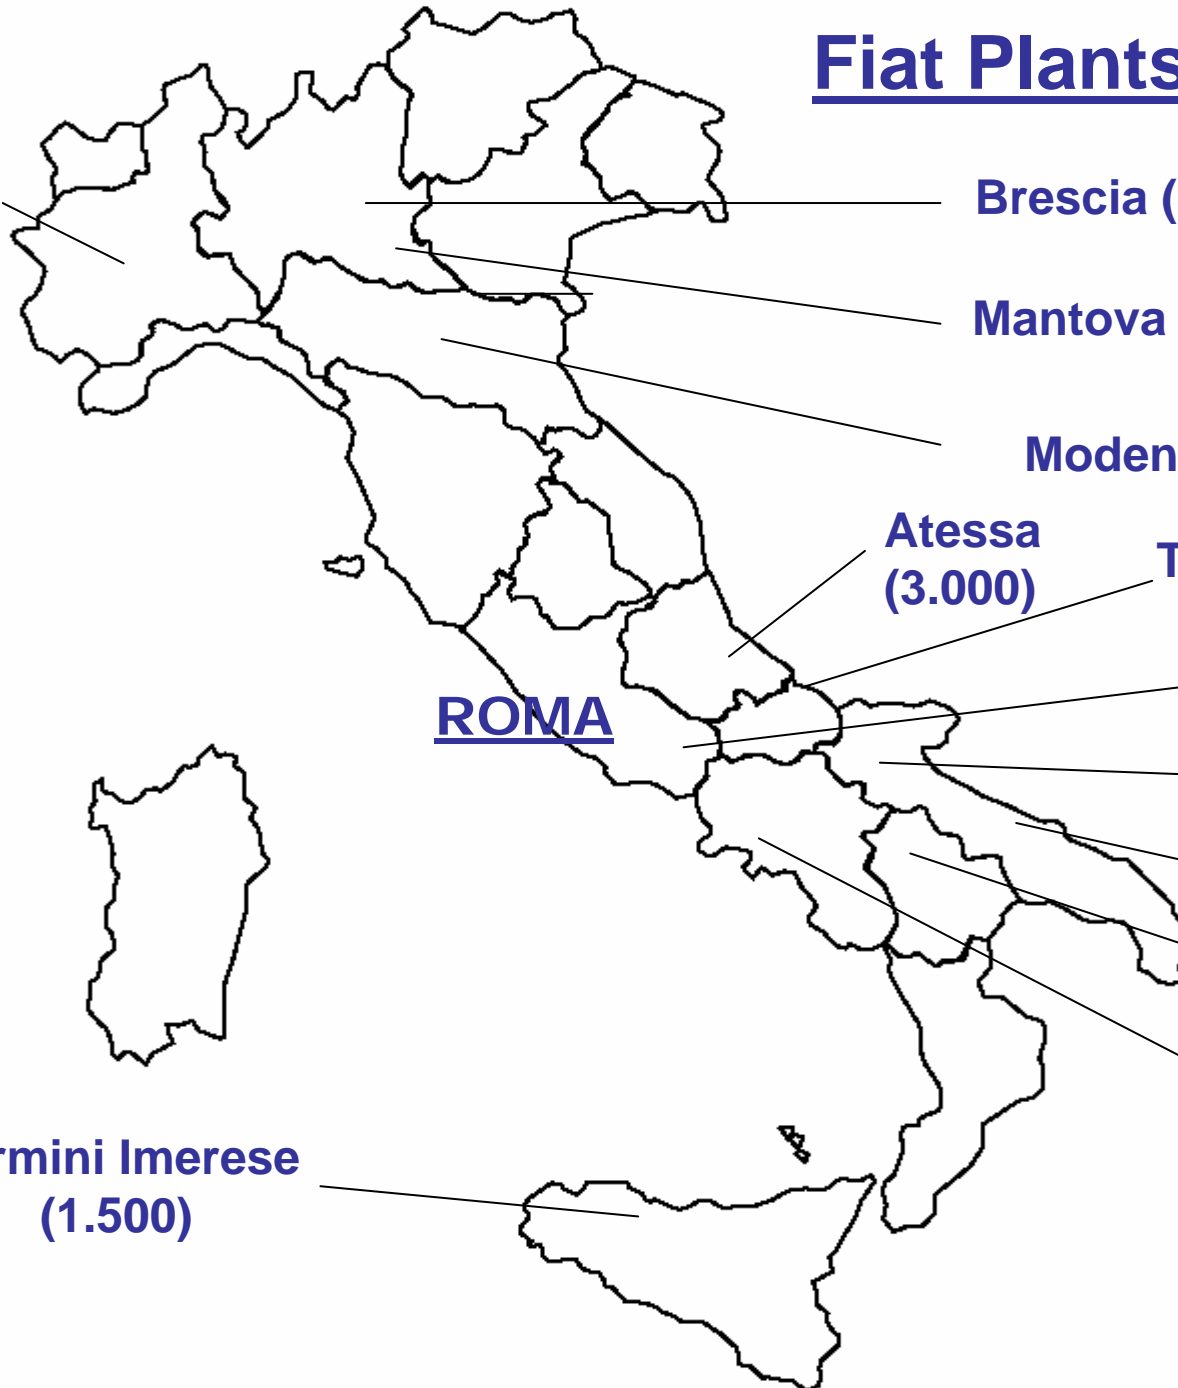 Fiat Plants
Brescia (
Mantova
Moden
Atessa
(3.000)
T
ROMA
rmini Imerese
(1.500)